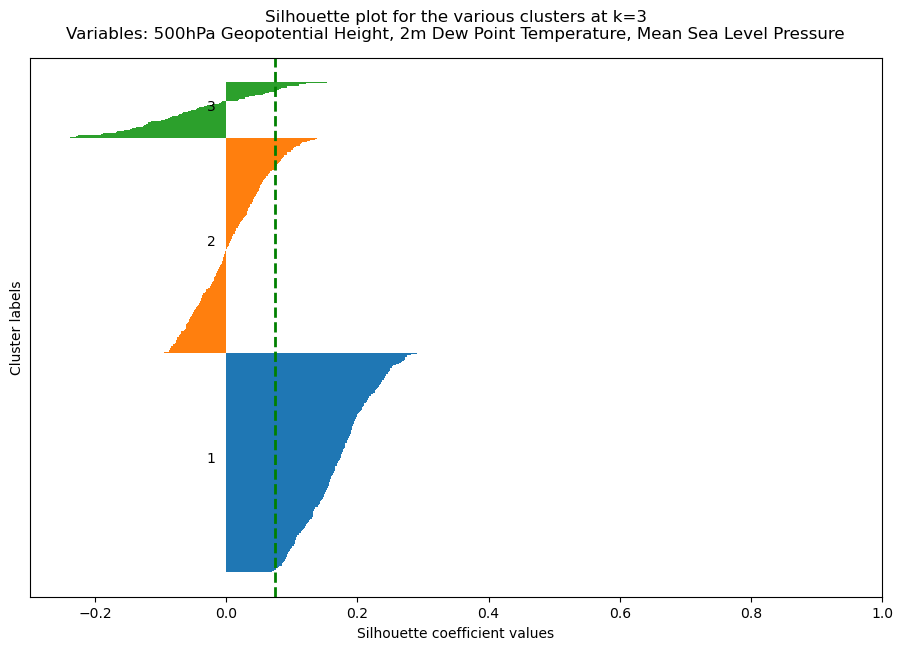 Silhouette plot for the various clusters at k=3
Variables: 500hPa Geopotential Height, 2m Dew Point Temperature, Mean Sea Level Pressure
Cluster labels
3
2
1
−0.2 0.0 0.2 0.4 0.6 0.8 1.0
Silhouette coefficient values